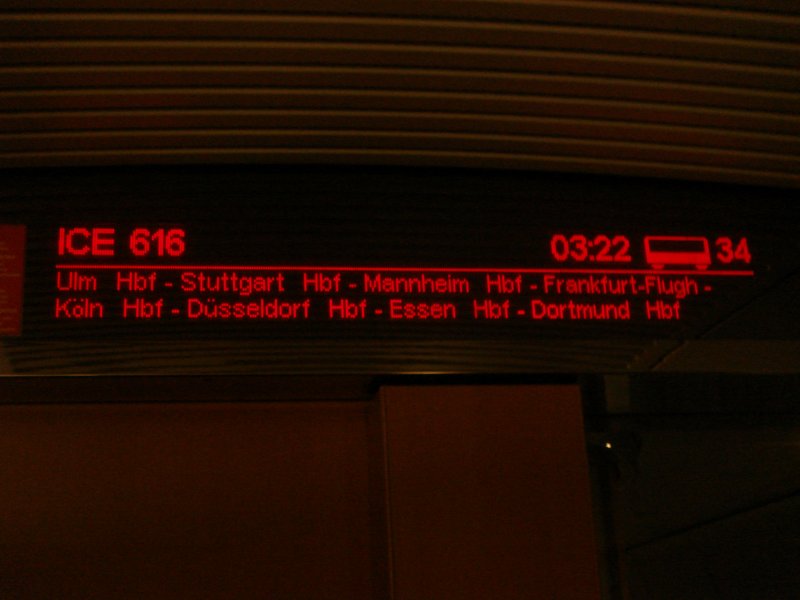 ICE 616 03:22 34
Ulm Hbf - Stuttgart Hbf - Mannheim Hbf - Frankfurt-Flugh -
Köln Hbf - Düsseldorf Hbf - Essen Hbf - Dortmund Hbf